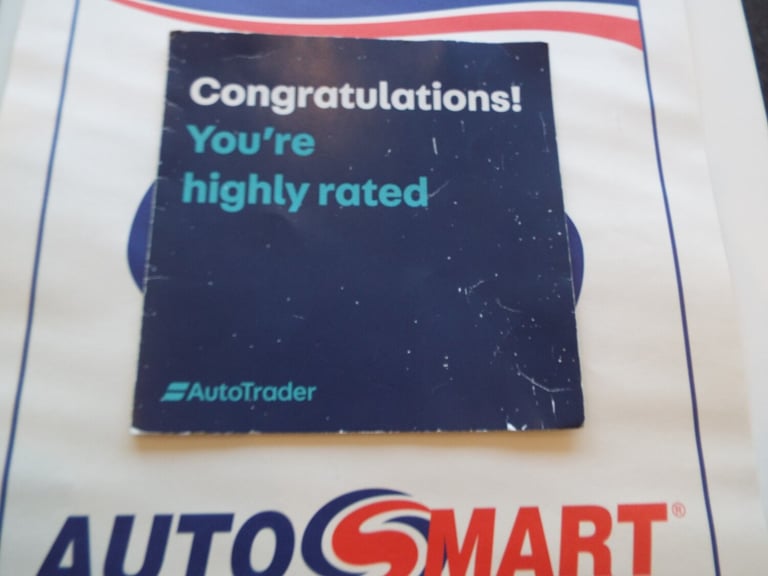 Congratulations!
You're
highly rated
AutoTrader
AUTOSMART®